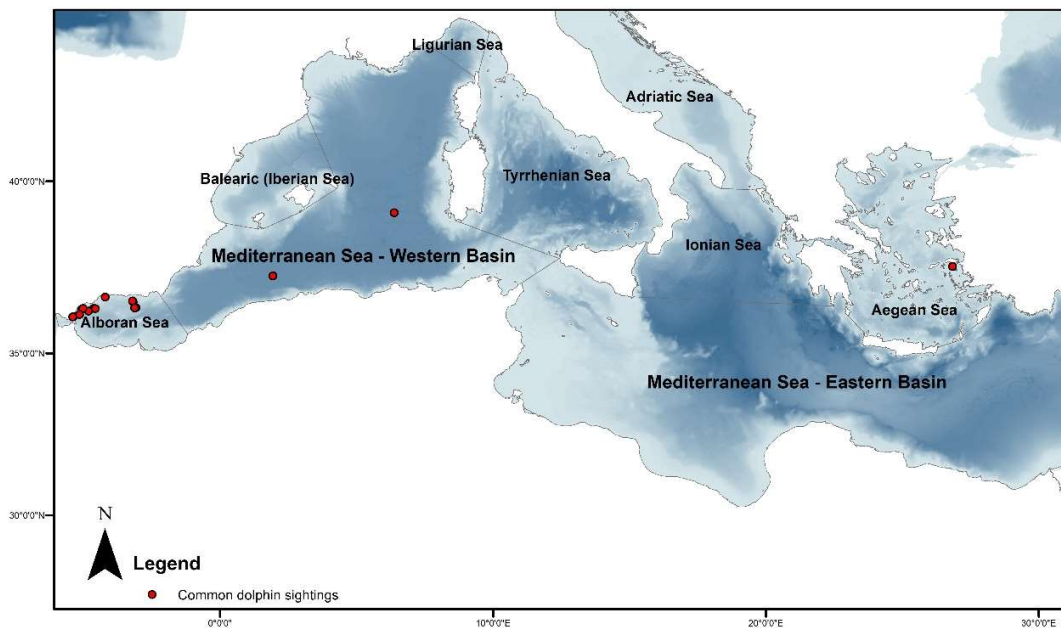 Ligurian Sea
Adriatic Sea
40°0'0"N
Balearic (Iberian Sea)
Tyrrhenian Sea
Mediterranean Sea - Western Basin
Ionian Sea
Alboran Sea
Aegean Sea
35°0'0"N
Mediterranean Sea - Eastern Basin
30°0'0"N
N
Legend
Common dolphin sightings
0°0'0"E
10°0'0"E
20°0'0"E
30°0'0"E